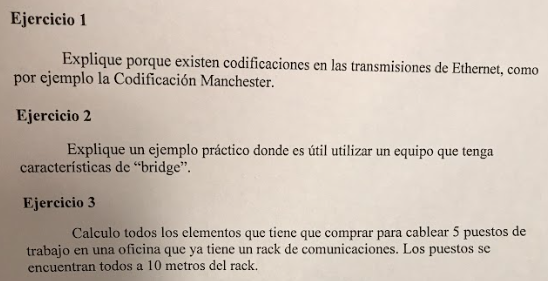 Ejercicio 1
Explique porque existen codificaciones en las transmisiones de Ethernet, como
por ejemplo la Codificación Manchester.
Ejercicio 2
Explique un ejemplo práctico donde es útil utilizar un equipo que tenga
características de “bridge”.
Ejercicio 3
Calculo todos los elementos que tiene que comprar para cablear 5 puestos de
trabajo en una oficina que ya tiene un rack de comunicaciones. Los puestos se
encuentran todos a 10 metros del rack.